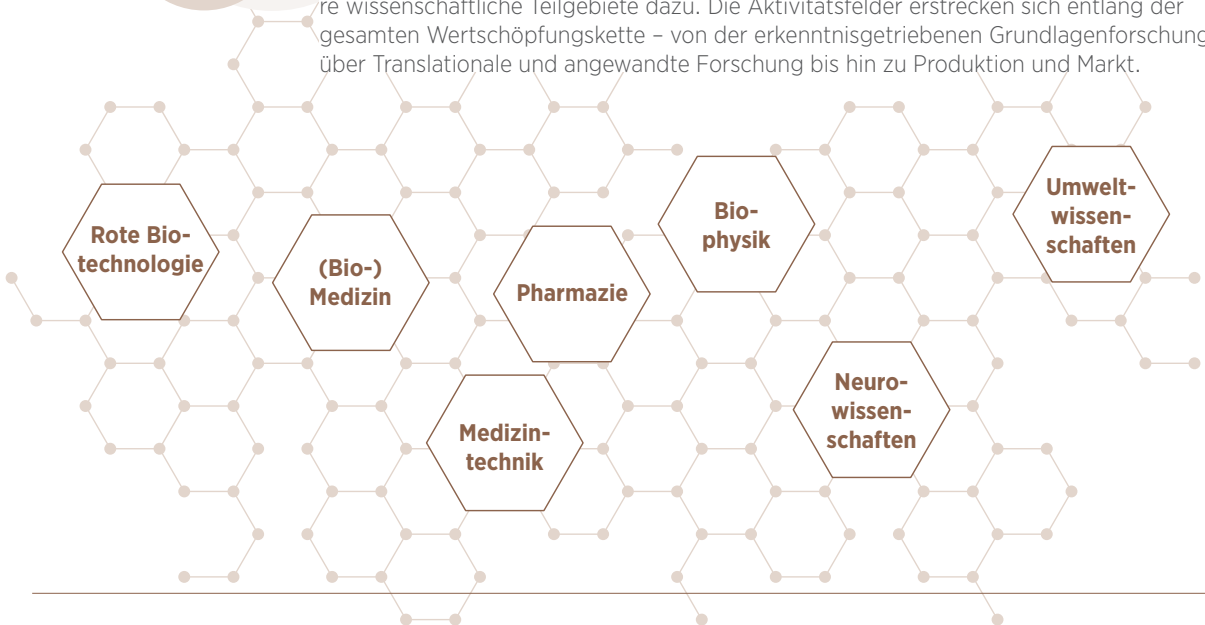 re wissenschaftliche Teilgebiete dazu. Die Aktivitätsfelder erstrecken sich entlang der
gesamten Wertschöpfungskette – von der erkenntnisgetriebenen Grundlagenforschung
über Translationale und angewandte Forschung bis hin zu Produktion und Markt.
Rote Bio-
technologie
(Bio-)
Medizin
Pharmazie
Bio-
physik
Umwelt-
wissen-
schaften
Medizin-
technik
Neuro-
wissen-
schaften